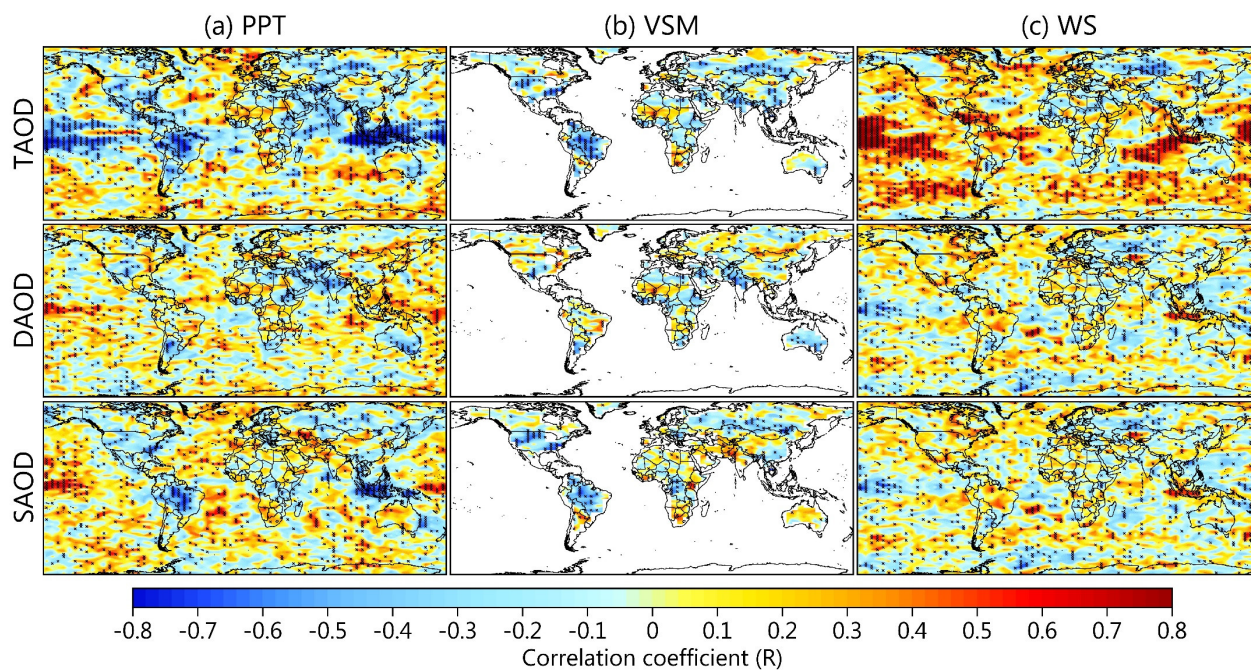 (a) PPT
(b) VSM
(c) WS
TAOD
DAOD
SAOD
-0.8 -0.7 -0.6 -0.5 -0.4 -0.3 -0.2 -0.1 0 0.1 0.2 0.3 0.4 0.5 0.6 0.7 0.8
Correlation coefficient (R)